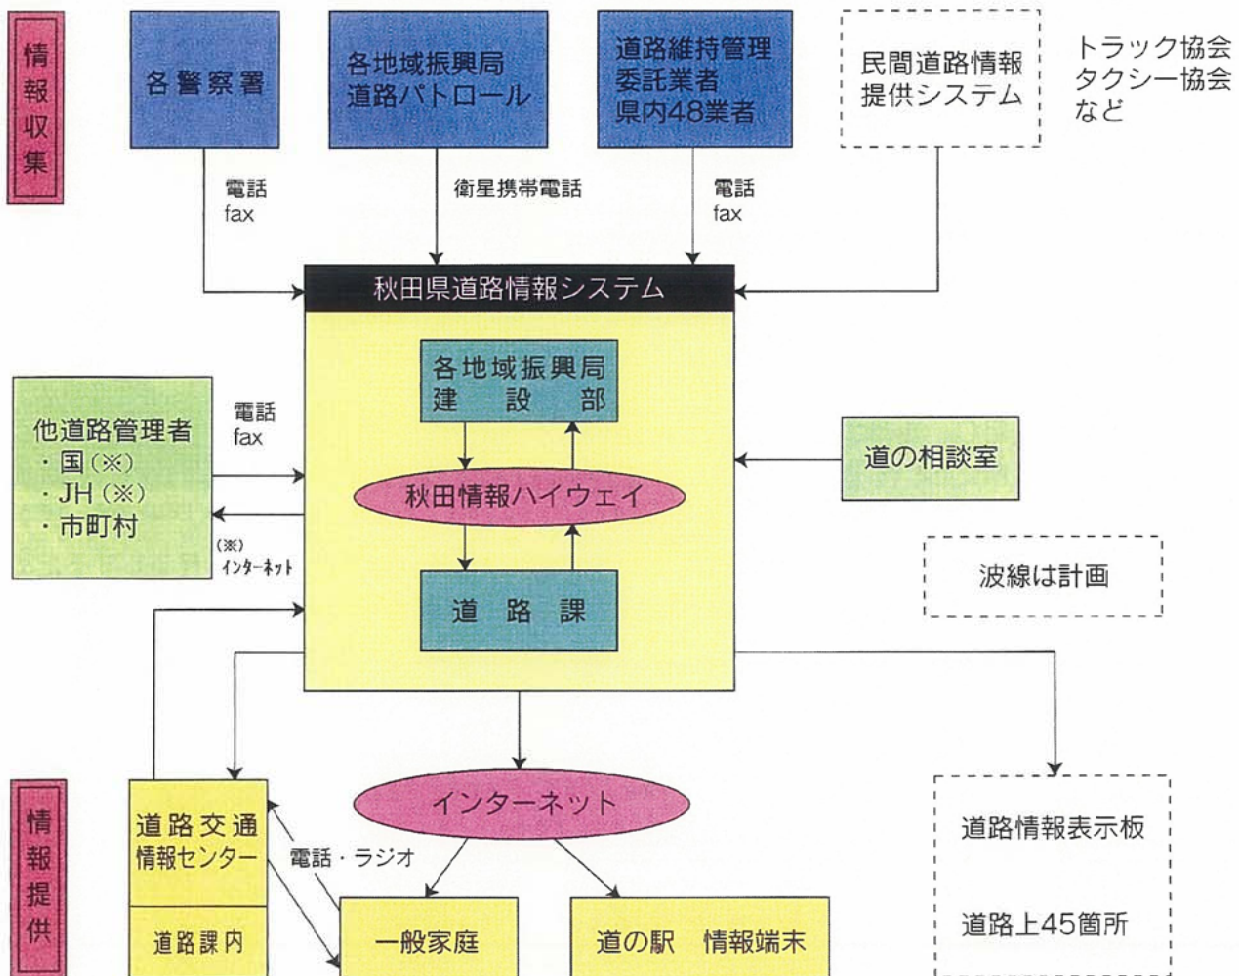 情報収集
各警察署
各地域振興局
道路パトロール
道路維持管理
委託業者
県内48業者
民間道路情報
提供システム
トラック協会
タクシー協会
など
電話
fax
衛星携帯電話
電話
fax
秋田県道路情報システム
各地域振興局
建設部
他道路管理者
・国(※)
・JH(※)
・市町村
電話
fax
(※)
インターネット
秋田情報ハイウェイ
道の相談室
道路課
波線は計画
情報提供
道路交通
情報センター
道路課内
電話・ラジオ
インターネット
一般家庭
道の駅 情報端末
道路情報表示板
道路上45箇所